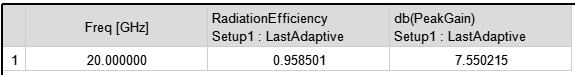 Freq [GHz] RadiationEfficiency db(PeakGain)
Setup1 : LastAdaptive Setup1 : LastAdaptive
1 20.000000 0.958501 7.550215